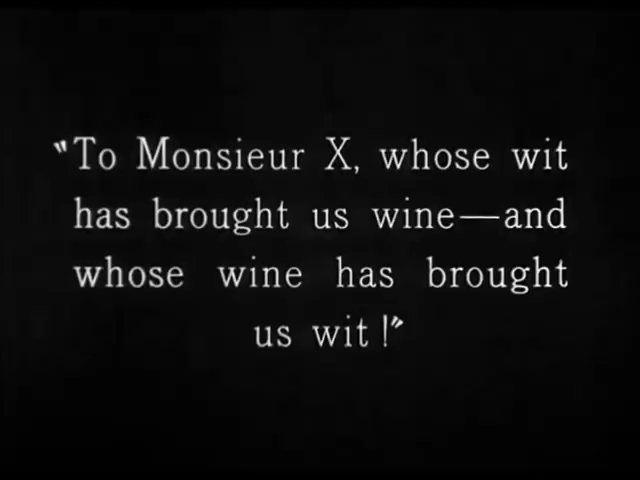 "To Monsieur X, whose wit
has brought us wine—and
whose wine has brought
us wit!"